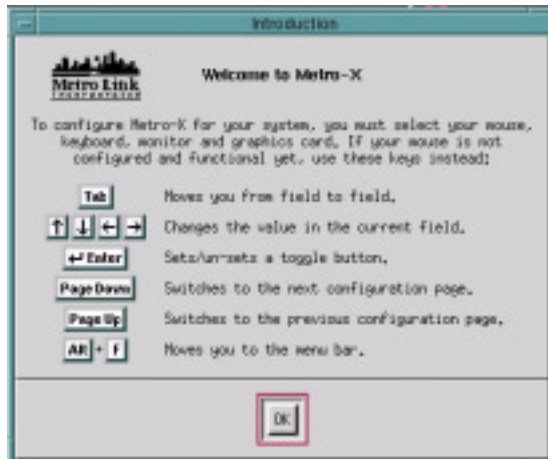 Introduction
Metro Link
INCORPORATED
Welcome to Metro-X
To configure Metro-X for your system, you must select your mouse,
keyboard, monitor and graphics card. If your mouse is not
configured and functional yet, use these keys instead:
Tab Moves you from field to field.
↑ ↓ ← → Changes the value in the current field.
↵ Enter Sets/un-sets a toggle button.
Page Down Switches to the next configuration page.
Page Up Switches to the previous configuration page.
Alt + F Moves you to the menu bar.
OK